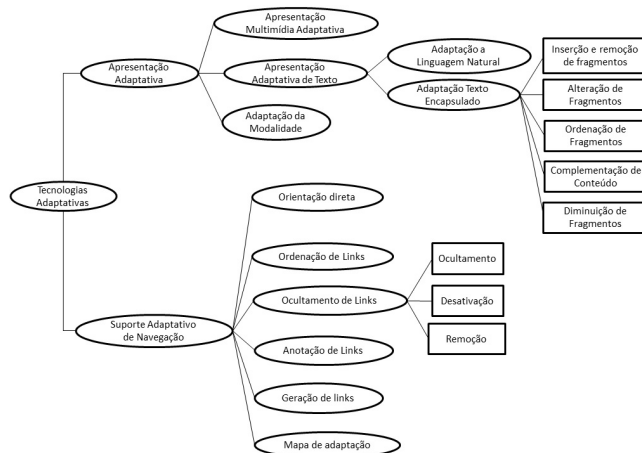 Apresentação
Multimídia Adaptativa
Apresentação
Adaptativa
Apresentação
Adaptativa de Texto
Adaptação da
Modalidade
Adaptação a
Linguagem Natural
Adaptação Texto
Encapsulado
Inserção e remoção
de fragmentos
Alteração de
Fragmentos
Ordenação de
Fragmentos
Complementação de
Conteúdo
Diminuição de
Fragmentos
Tecnologias
Adaptativas
Suporte Adaptativo
de Navegação
Orientação direta
Ordenação de Links
Ocultamento de Links
Anotação de Links
Geração de links
Mapa de adaptação
Ocultamento
Desativação
Remoção